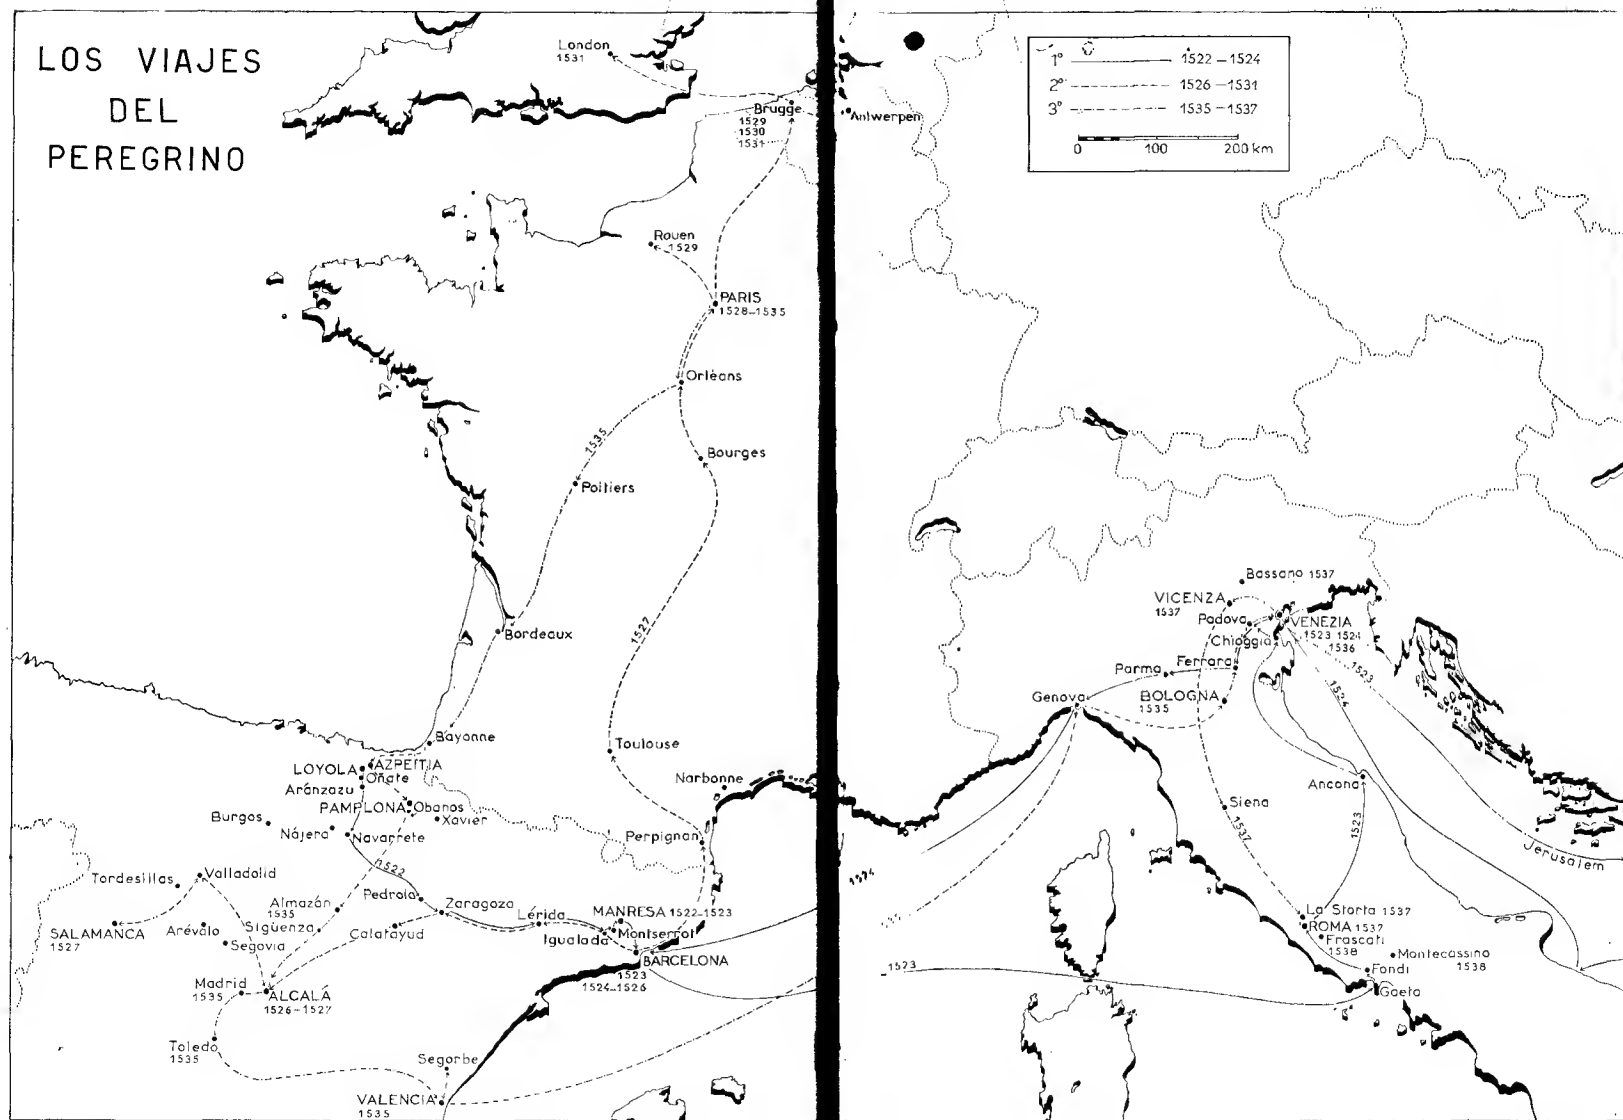 LOS VIAJES
DEL
PEREGRINO
London
1531
Brugge
1529
1530
1531
Antwerpen
1º 1522 – 1524
2º 1526 – 1531
3º 1535 – 1537
0 100 200 km
Rouen
1529
PARIS
1528–1535
Orléans
1535
Bourges
Poitiers
1527
Bordeaux
Bayonne
Toulouse
Narbonne
Perpignan
LOYOLA
AZPEITIA
Oñate
Aránzazu
PAMPLONA
Obanos
Xavier
Burgos
Nájera
Navarrete
1522
Tordesillas
Valladolid
Pedrola
Zaragoza
Almazán
1535
Lérida
MANRESA 1522–1523
Montserrat
Igualada
SALAMANCA
1527
Arévalo
Sigüenza
Calatayud
Segovia
BARCELONA
1523
1524–1526
Madrid
1535
ALCALÁ
1526–1527
Toledo
1535
Segorbe
VALENCIA
1535
Bassano 1537
VICENZA
1537
Padova
VENEZIA
1523 1524
1536
Chioggia
Ferrara
Parma
1523
1524
Genova
BOLOGNA
1535
Ancona
Siena
1537
1523
Jerusalem
La Storta 1537
ROMA 1537
Frascati
1538
Montecassino
1538
Fondi
Gaeta
1523